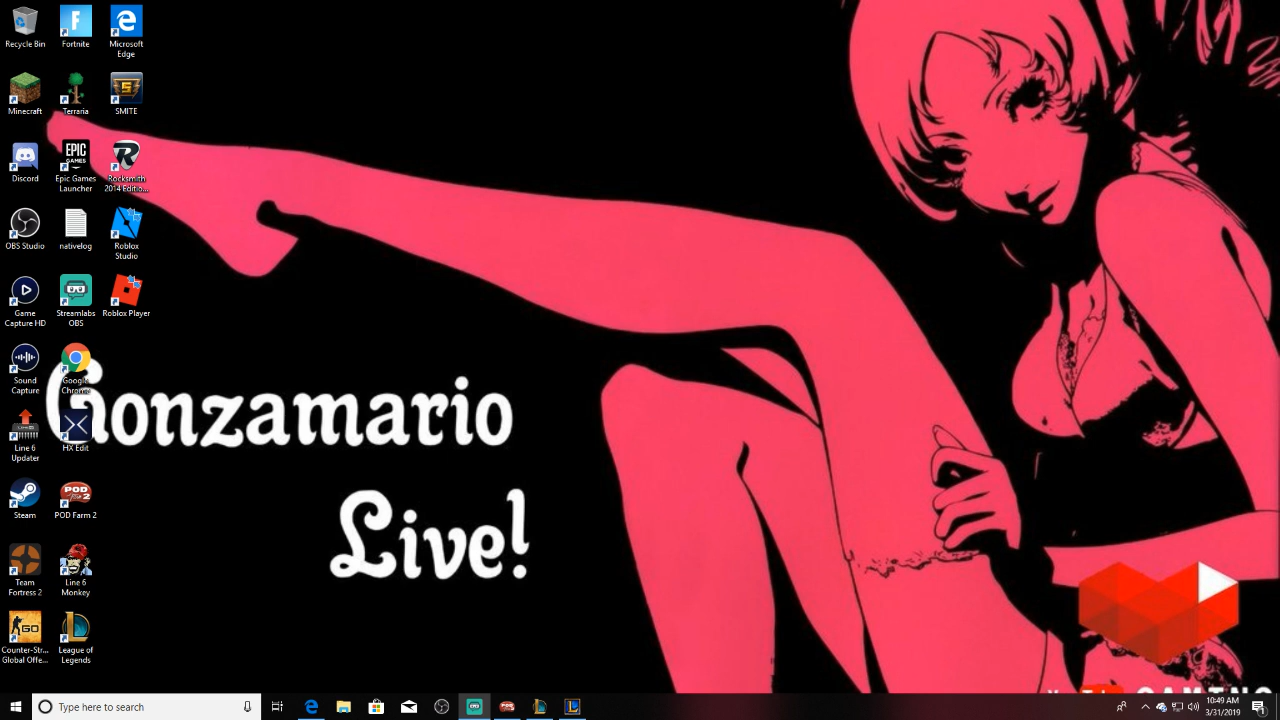 Recycle Bin
Fortnite
Microsoft
Edge
Minecraft
Terraria
SMITE
Discord
EPIC
GAMES
Epic Games
Launcher
Rocksmith
2014 Editio...
OBS Studio
nativelog
Roblox
Studio
Game
Capture HD
Streamlabs
OBS
Roblox Player
Sound
Capture
Google
Chrome
Gonzamario
Live!
Line 6
Updater
HX Edit
Steam
POD Farm 2
Team
Fortress 2
Line 6
Monkey
GO
Counter-Str...
Global Offe...
League of
Legends
Type here to search
10:49 AM
3/31/2019